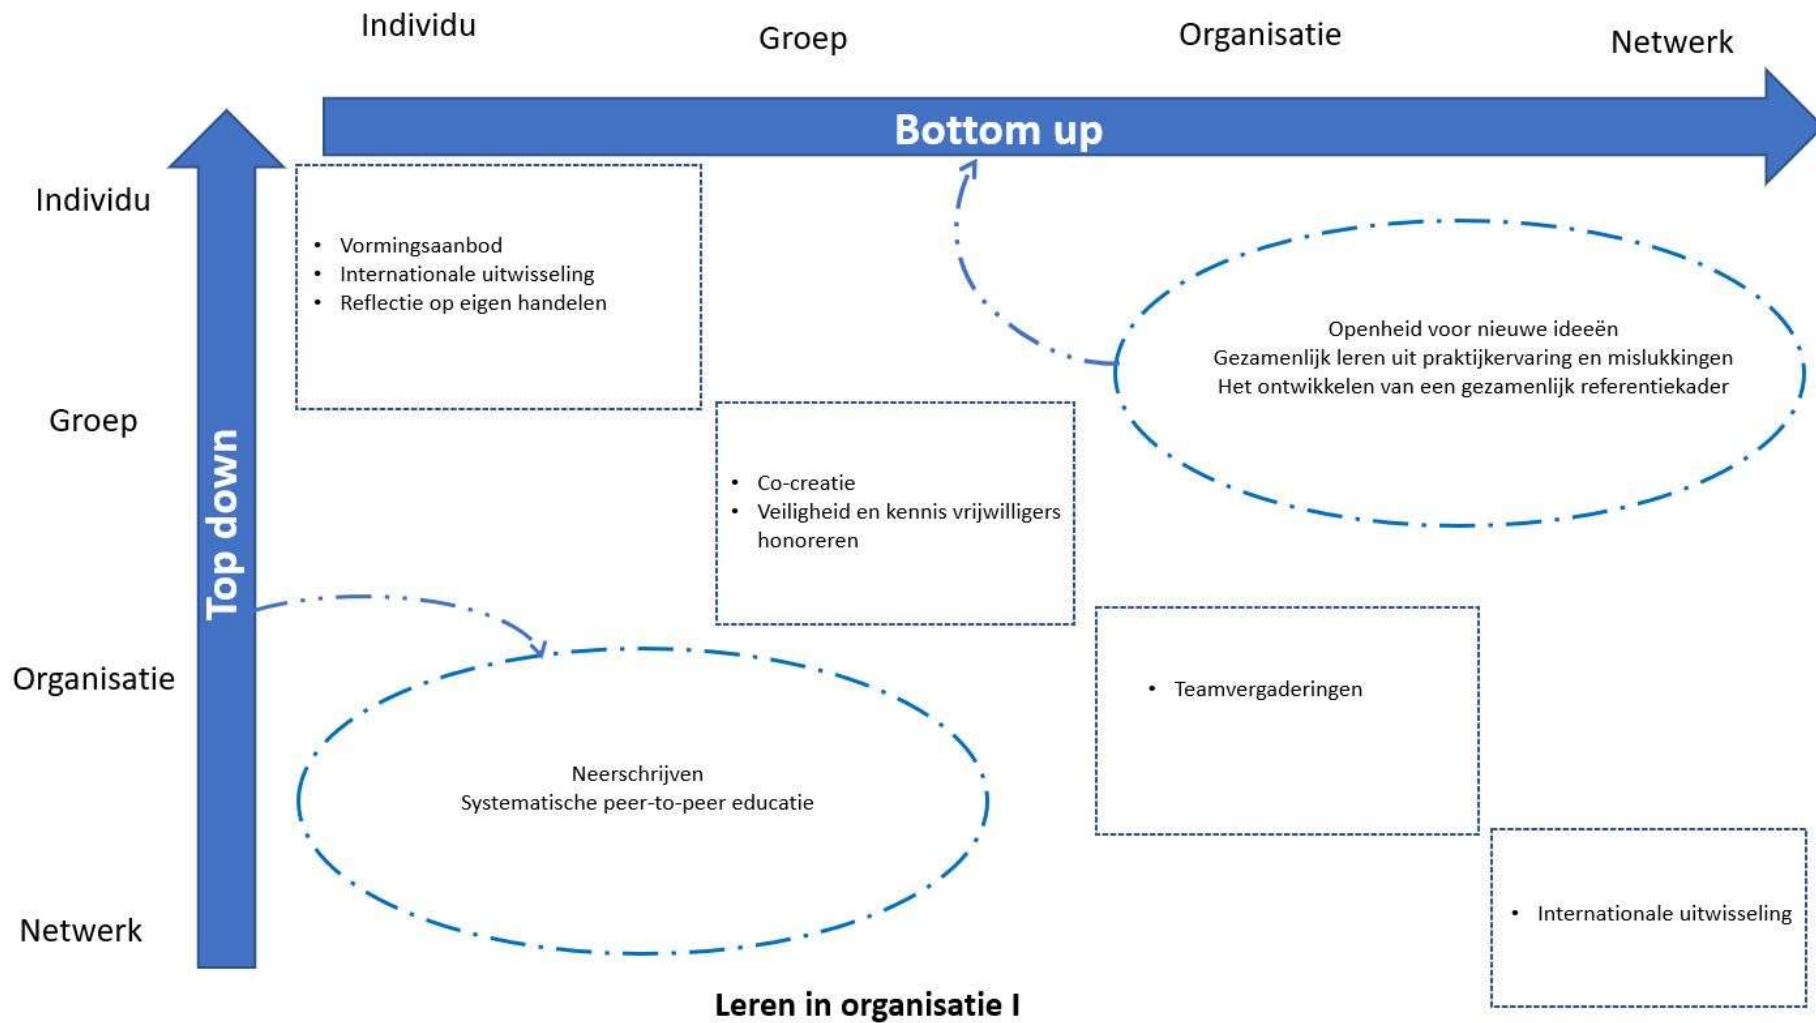 Individu
Groep
Organisatie
Netwerk
Bottom up
Individu
Groep
Organisatie
Netwerk
Top down
• Vormingsaanbod
• Internationale uitwisseling
• Reflectie op eigen handelen
Openheid voor nieuwe ideeën
Gezamenlijk leren uit praktijkervaring en mislukkingen
Het ontwikkelen van een gezamenlijk referentiekader
• Co-creatie
• Veiligheid en kennis vrijwilligers
honoreren
• Teamvergaderingen
Neerschrijven
Systematische peer-to-peer educatie
• Internationale uitwisseling
Leren in organisatie I